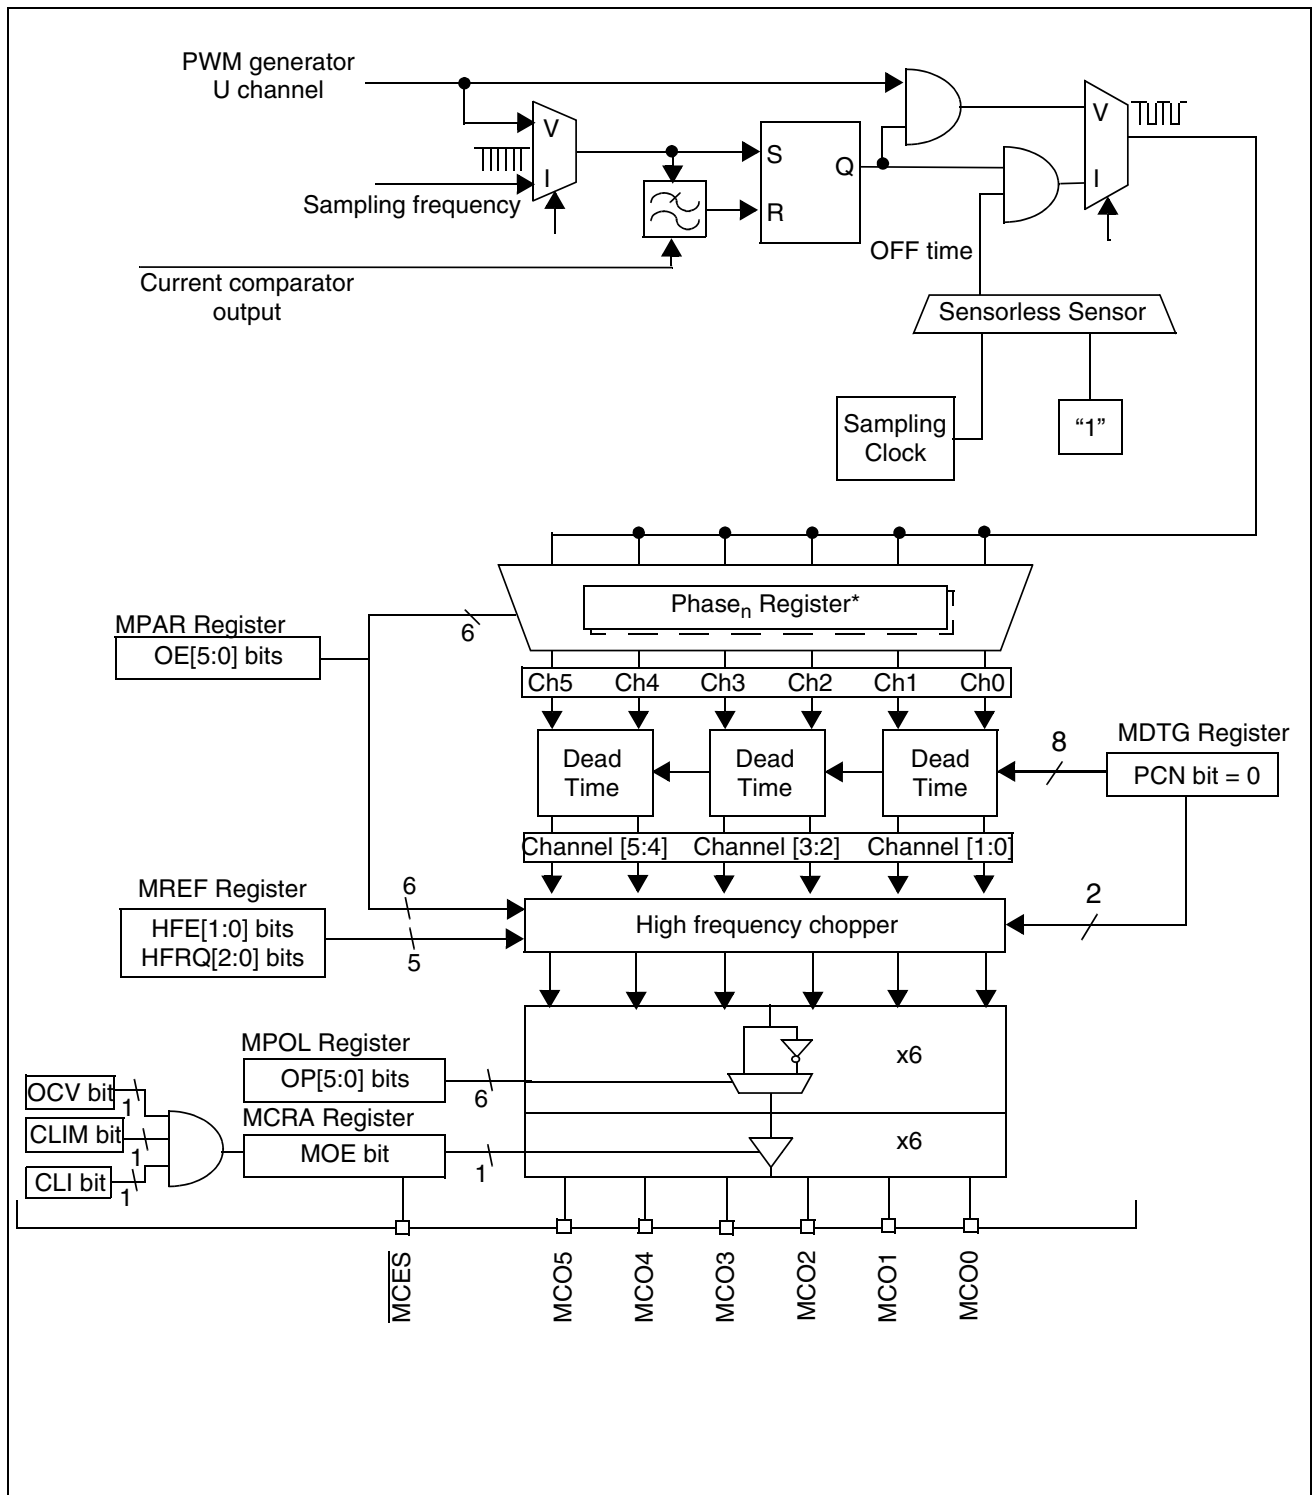 PWM generator
U channel
V
I
Sampling frequency
Current comparator
output
S
R
Q
V
I
OFF time
Sensorless Sensor
Sampling
Clock
“1”
Phasen Register*
MPAR Register
OE[5:0] bits
6
Ch5 Ch4 Ch3 Ch2 Ch1 Ch0
Dead
Time
Dead
Time
Dead
Time
8
MDTG Register
PCN bit = 0
Channel [5:4] Channel [3:2] Channel [1:0]
MREF Register
HFE[1:0] bits
HFRQ[2:0] bits
6
5
High frequency chopper
2
MPOL Register
OP[5:0] bits
6
x6
OCV bit
1
CLIM bit
1
CLI bit
1
MCRA Register
MOE bit
1
x6
MCES
MCO5
MCO4
MCO3
MCO2
MCO1
MCO0